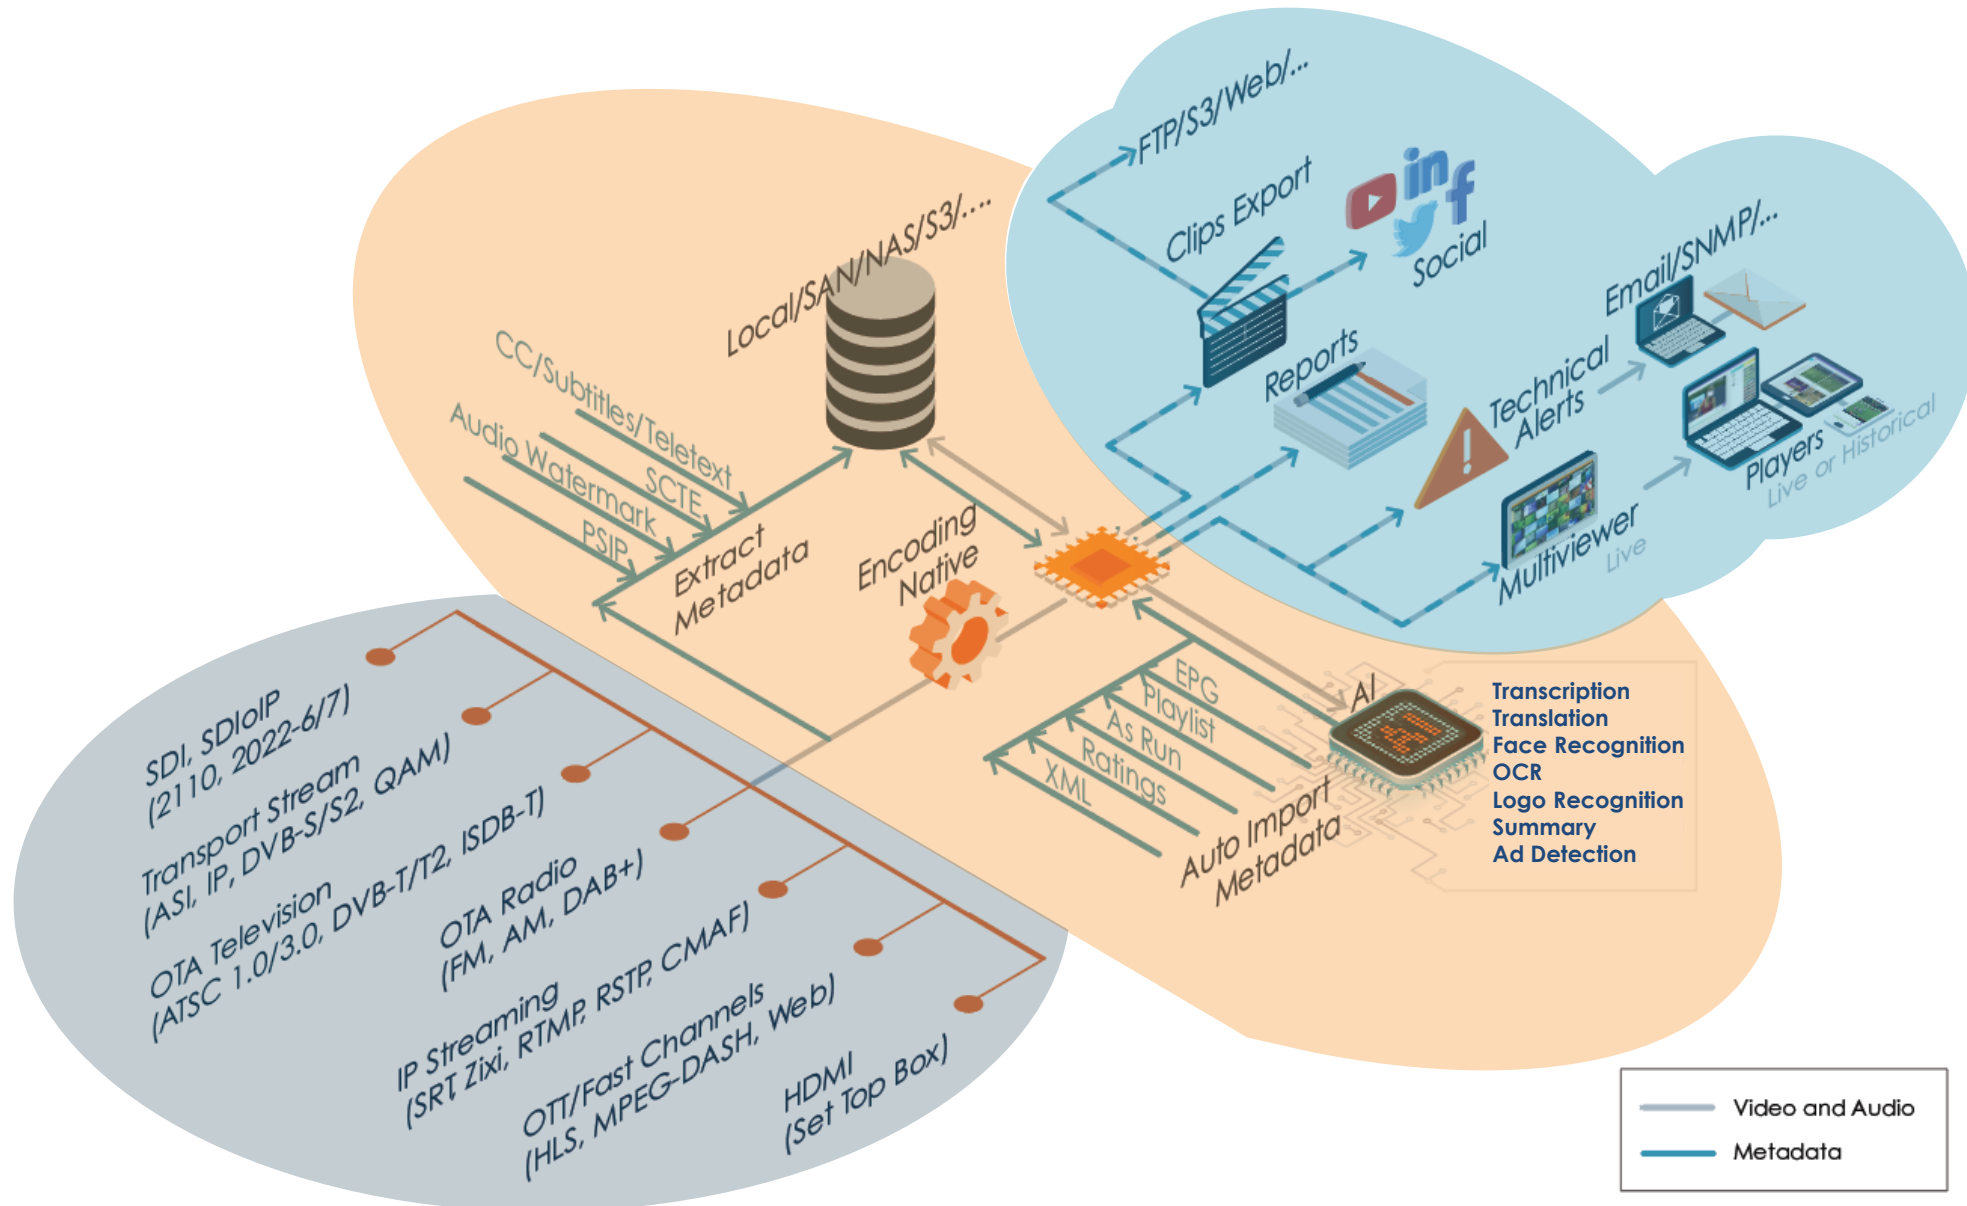 FTP/S3/Web/...
Clips Export
Social
Reports
Email/SNMP/...
Technical
Alerts
Players
Live or Historical
Multiviewer
Live
Local/SAN/NAS/S3/....
CC/Subtitles/Teletext
SCTE
Audio Watermark
PSIP
Extract
Metadata
Encoding
Native
AI
Transcription
Translation
Face Recognition
OCR
Logo Recognition
Summary
Ad Detection
EPG
Playlist
As Run
Ratings
XML
Auto Import
Metadata
SDI, SDIoIP
(2110, 2022-6/7)
Transport Stream
(ASI, IP, DVB-S/S2, QAM)
OTA Television
(ATSC 1.0/3.0, DVB-T/T2, ISDB-T)
OTA Radio
(FM, AM, DAB+)
IP Streaming
(SRT, Zixi, RTMP, RSTP, CMAF)
OTT/Fast Channels
(HLS, MPEG-DASH, Web)
HDMI
(Set Top Box)
Video and Audio
Metadata